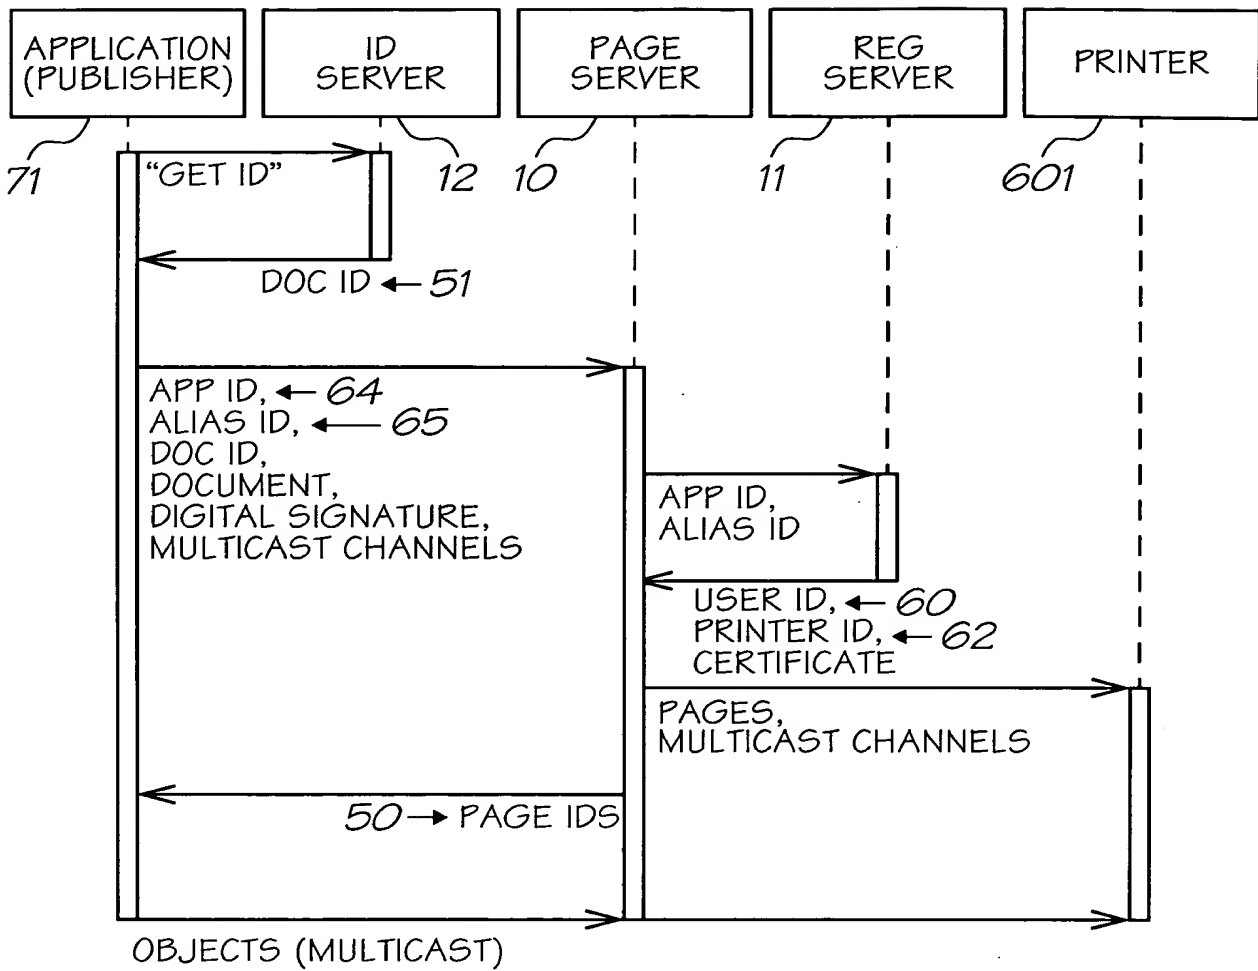 APPLICATION
(PUBLISHER)
ID
SERVER
PAGE
SERVER
REG
SERVER
PRINTER
71
12
10
11
601
“GET ID”
DOC ID ← 51
APP ID, ← 64
ALIAS ID, ← 65
DOC ID,
DOCUMENT,
DIGITAL SIGNATURE,
MULTICAST CHANNELS
APP ID,
ALIAS ID
USER ID, ← 60
PRINTER ID, ← 62
CERTIFICATE
PAGES,
MULTICAST CHANNELS
50 → PAGE IDS
OBJECTS (MULTICAST)